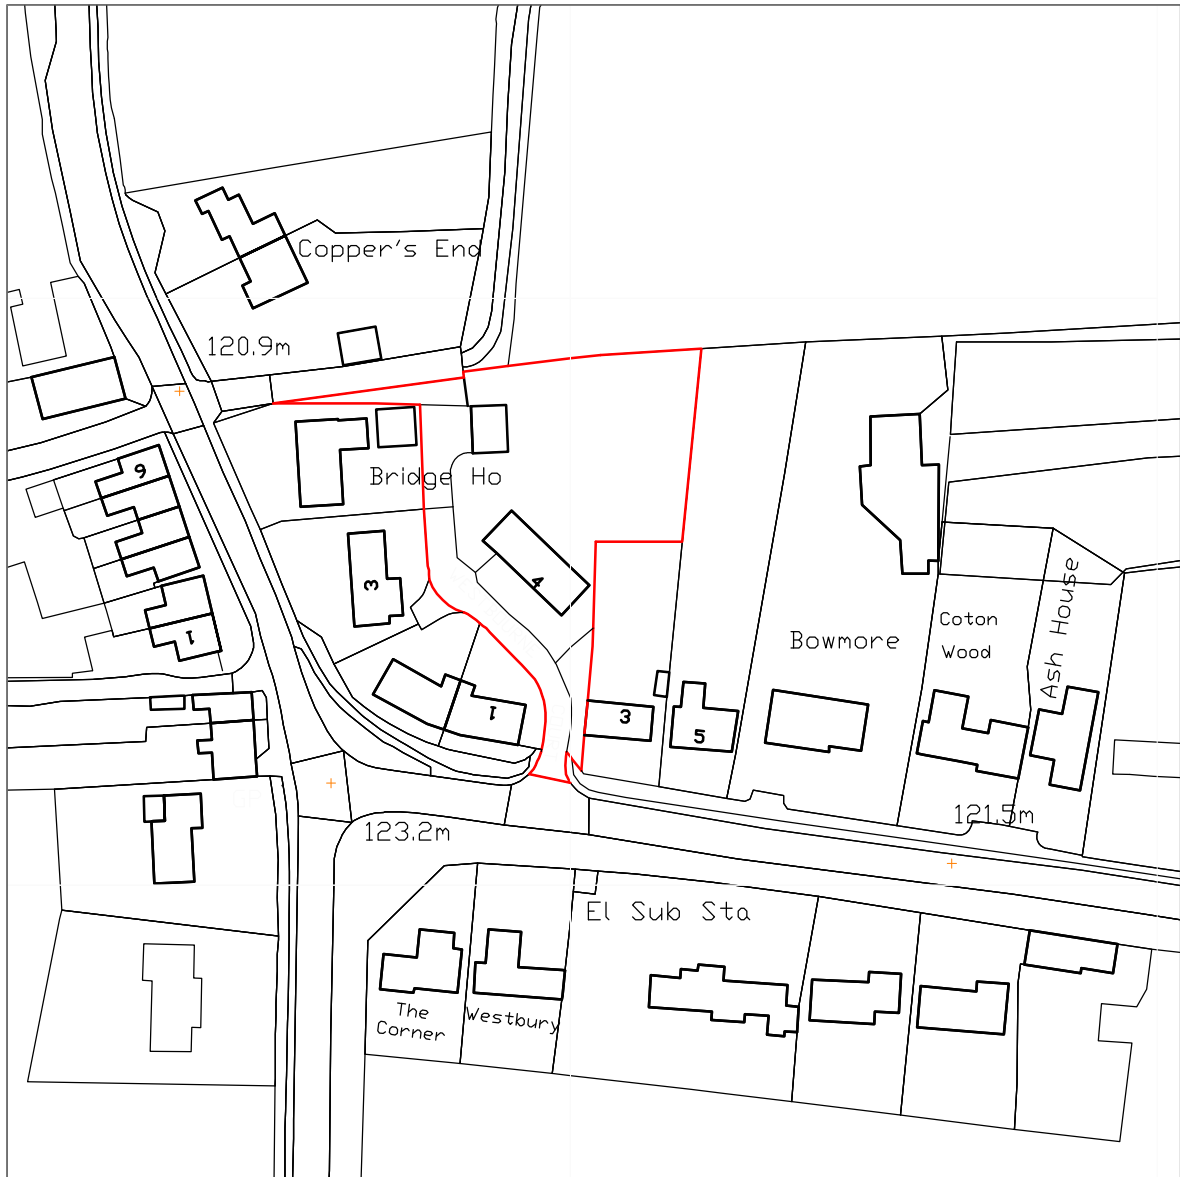 Copper's End
120.9m
9
Bridge Ho
3
4
Coton
Wood
Ash House
Bowmore
1
1
3
5
121.5m
123.2m
El Sub Sta
The
Corner
Westbury